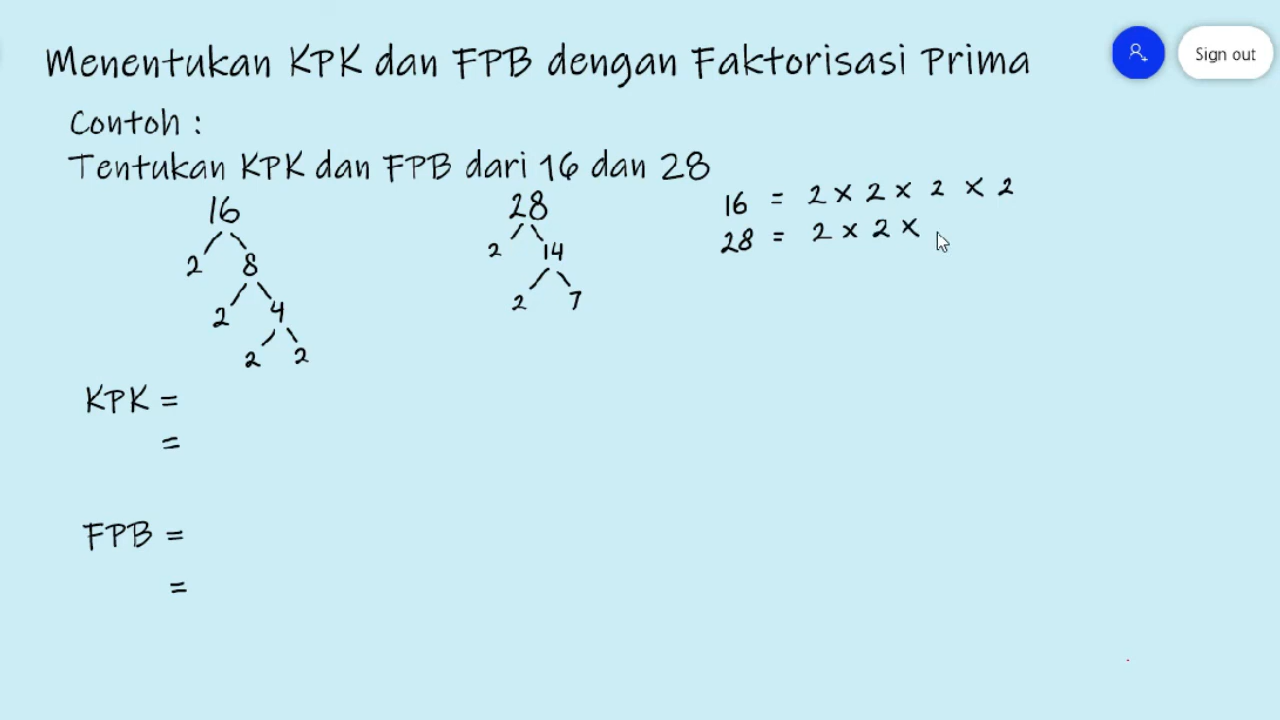 Menentukan KPK dan FPB dengan Faktorisasi Prima
Sign out
Contoh :
Tentukan KPK dan FPB dari 16 dan 28
16
2 8
2 4
2 2
28
2 14
2 7
16 = 2 × 2 × 2 × 2
28 = 2 × 2 ×
KPK =
=
FPB =
=